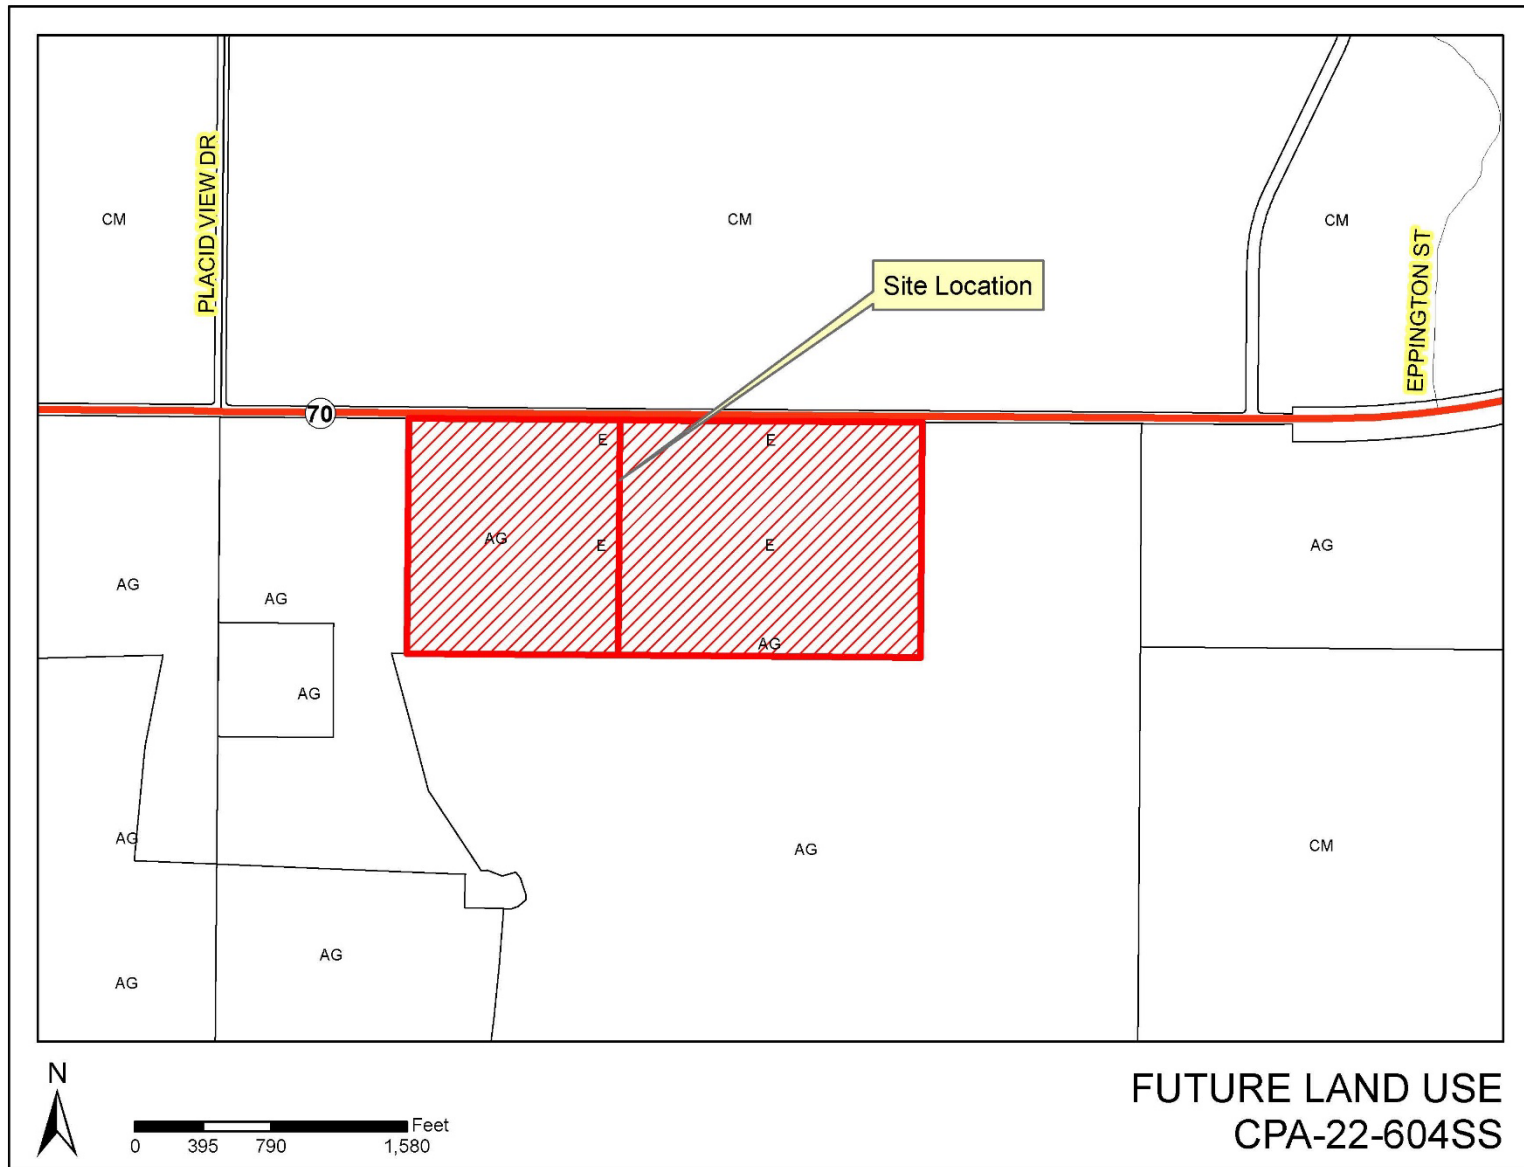 PLACID VIEW DR
CM
CM
CM
EPPINGTON ST
Site Location
70
E
E
AG
E
E
AG
AG
AG
AG
AG
AG
AG
CM
AG
AG
N
Feet
0 395 790 1,580
FUTURE LAND USE
CPA-22-604SS